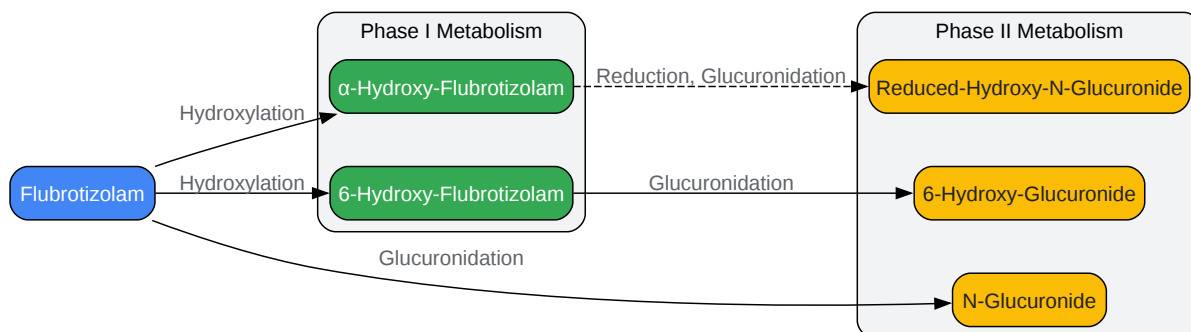 Phase I Metabolism
Phase II Metabolism
α-Hydroxy-Flubrotizolam
Reduction, Glucuronidation
Reduced-Hydroxy-N-Glucuronide
Hydroxylation
Flubrotizolam
Hydroxylation
6-Hydroxy-Flubrotizolam
Glucuronidation
6-Hydroxy-Glucuronide
Glucuronidation
N-Glucuronide